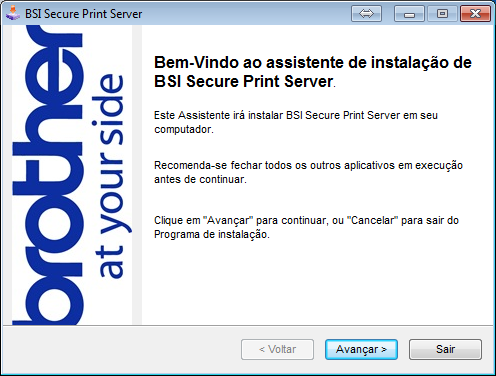 BSI Secure Print Server
brother
at your side
Bem-Vindo ao assistente de instalação de
BSI Secure Print Server.
Este Assistente irá instalar BSI Secure Print Server em seu
computador.
Recomenda-se fechar todos os outros aplicativos em execução
antes de continuar.
Clique em "Avançar" para continuar, ou "Cancelar" para sair do
Programa de instalação.
< Voltar
Avançar >
Sair